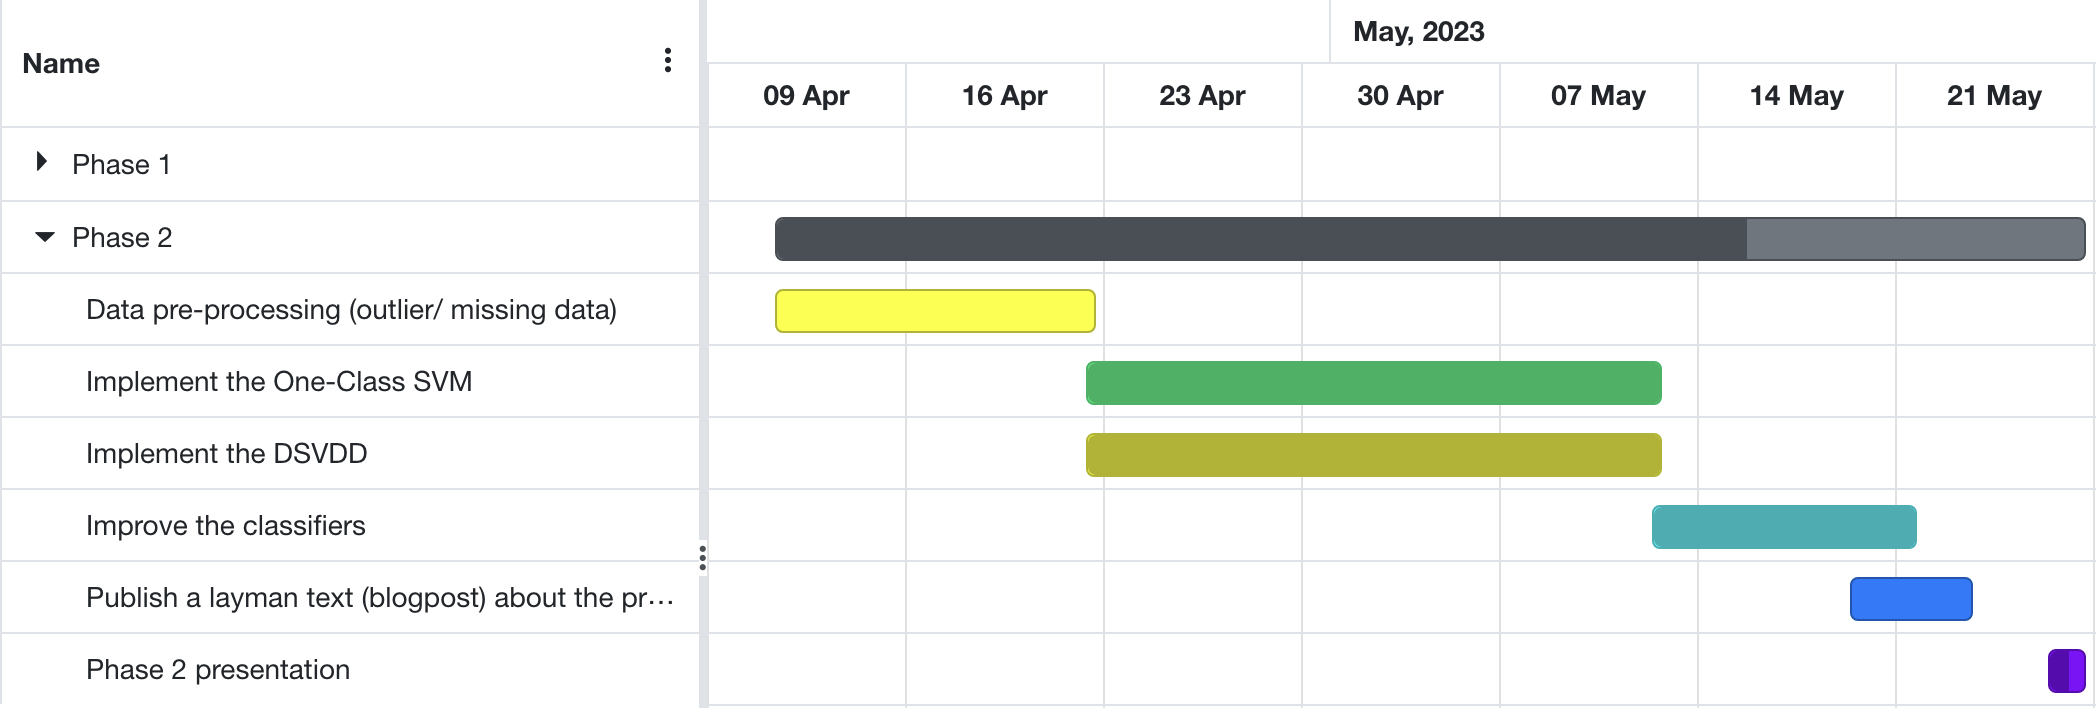 Name
May, 2023
09 Apr 16 Apr 23 Apr 30 Apr 07 May 14 May 21 May
Phase 1
Phase 2
Data pre-processing (outlier/ missing data)
Implement the One-Class SVM
Implement the DSVDD
Improve the classifiers
Publish a layman text (blogpost) about the pr...
Phase 2 presentation